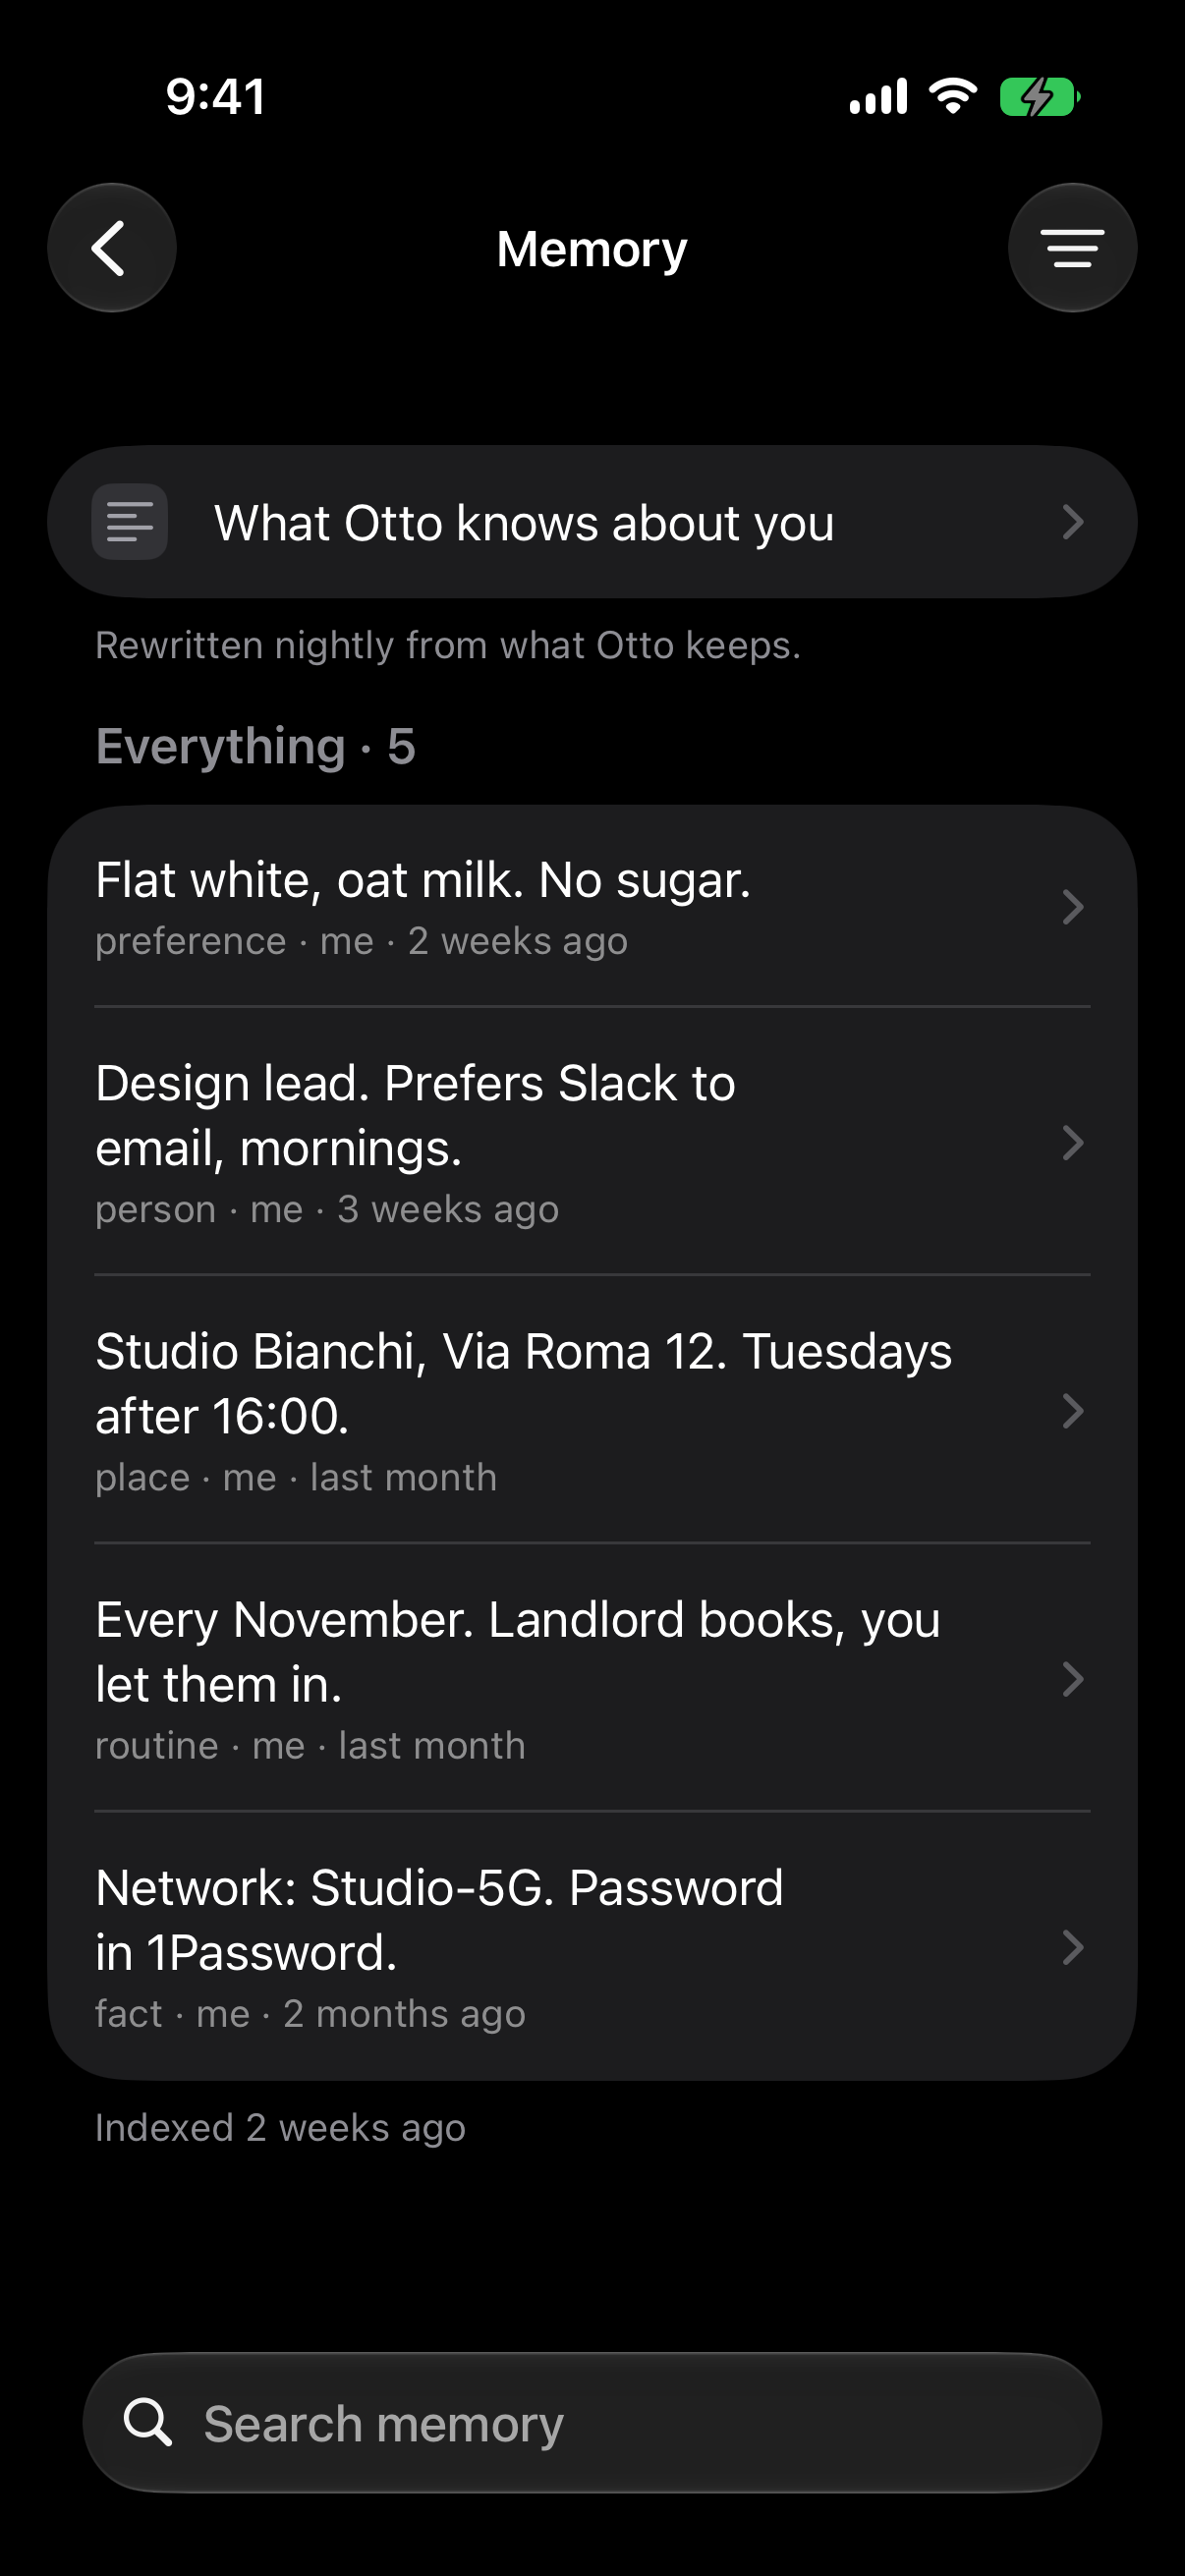 9:41
Memory
What Otto knows about you
Rewritten nightly from what Otto keeps.
Everything · 5
Flat white, oat milk. No sugar.
preference · me · 2 weeks ago
Design lead. Prefers Slack to
email, mornings.
person · me · 3 weeks ago
Studio Bianchi, Via Roma 12. Tuesdays
after 16:00.
place · me · last month
Every November. Landlord books, you
let them in.
routine · me · last month
Network: Studio-5G. Password
in 1Password.
fact · me · 2 months ago
Indexed 2 weeks ago
Search memory